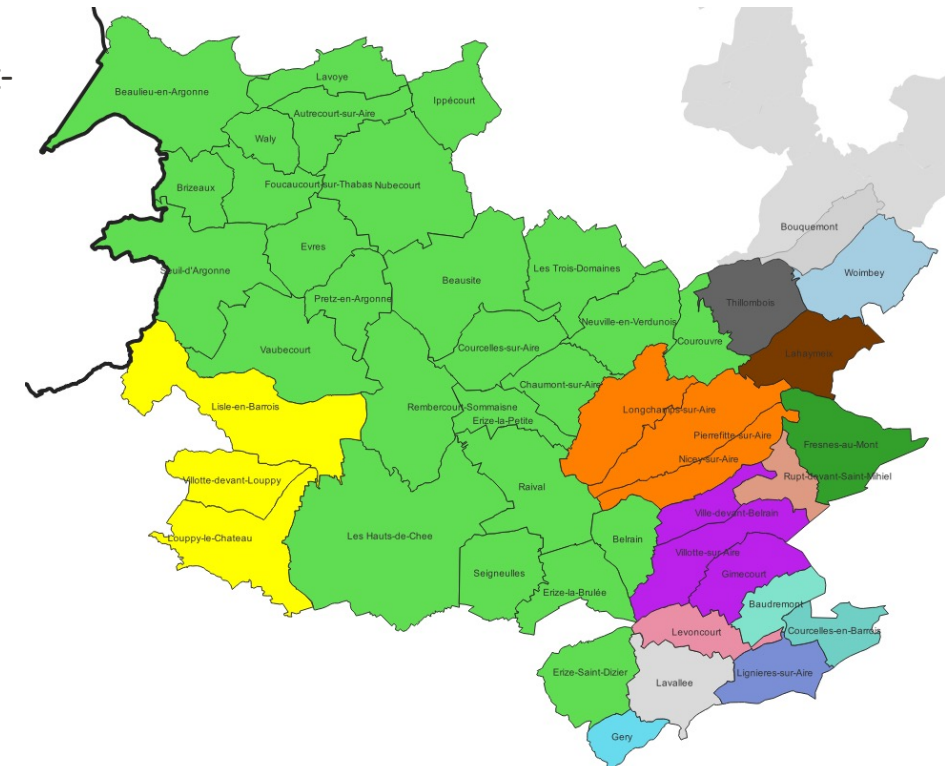 Lavoye
Beaulieu-en-Argonne
Ippécourt
Autrecourt-sur-Aire
Waly
Foucaucourt-sur-Thabas
Nubecourt
Brizeaux
Bouquemont
Evres
Les Trois-Domaines
Seuil-d'Argonne
Woimbey
Beausite
Pretz-en-Argonne
Thillombois
Neuville-en-Verdunois
Courouvre
Vaubecourt
Courcelles-sur-Aire
Lahaymeix
Chaumont-sur-Aire
Lisle-en-Barrois
Rembercourt-Sommaisne
Longchamps-sur-Aire
Erize-la-Petite
Pierrefitte-sur-Aire
Fresnes-au-Mont
Nicey-sur-Aire
Rupt-devant-Saint-Mihiel
Villotte-devant-Louppy
Raival
Ville-devant-Belrain
Louppy-le-Chateau
Les Hauts-de-Chee
Belrain
Villotte-sur-Aire
Seigneulles
Gimecourt
Erize-la-Brulée
Baudremont
Levoncourt
Courcelles-en-Barrois
Erize-Saint-Dizier
Lignieres-sur-Aire
Lavallee
Gery